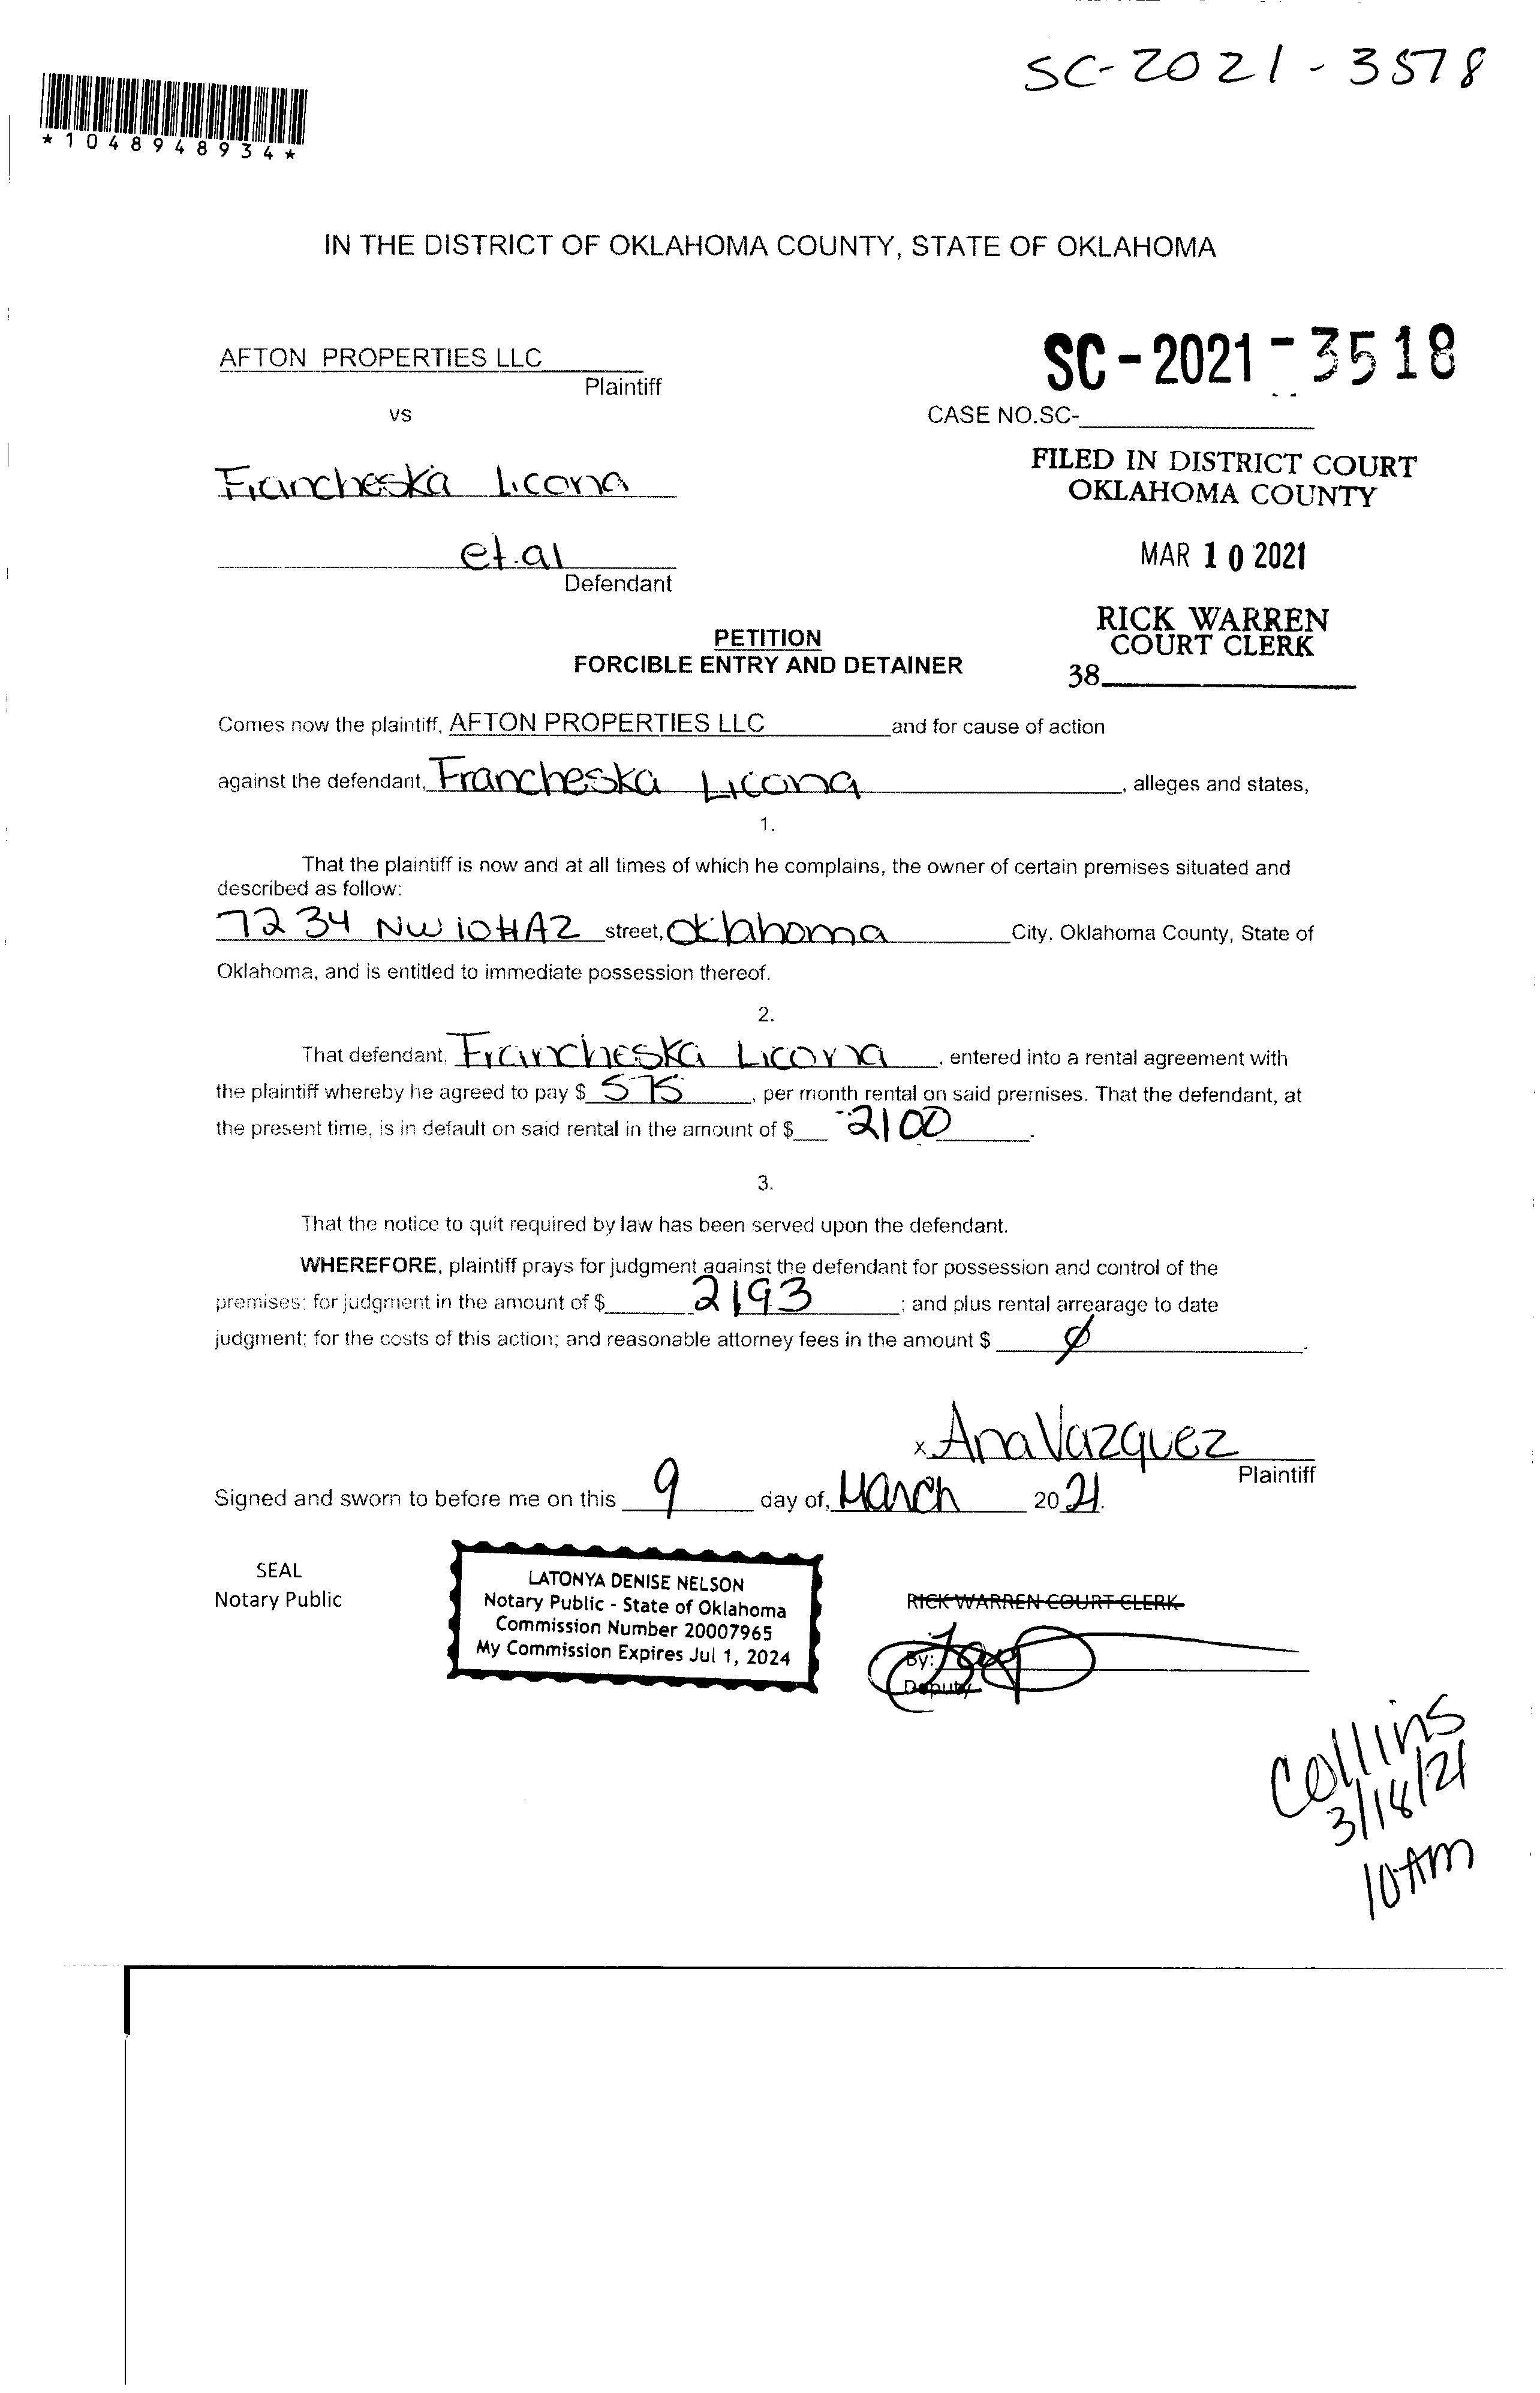 SC-2021-3578
*1048948934*
IN THE DISTRICT OF OKLAHOMA COUNTY, STATE OF OKLAHOMA
AFTON PROPERTIES LLC
Plaintiff
vs
SC-2021-3518
CASE NO.SC-
Francheska Licona
et.al
Defendant
FILED IN DISTRICT COURT
OKLAHOMA COUNTY
MAR 10 2021
RICK WARREN
COURT CLERK
38
PETITION
FORCIBLE ENTRY AND DETAINER
Comes now the plaintiff, AFTON PROPERTIES LLC and for cause of action
against the defendant, Francheska Licona, alleges and states,
1.
That the plaintiff is now and at all times of which he complains, the owner of certain premises situated and
described as follow:
7234 NW 10 #A2 street, Oklahoma City, Oklahoma County, State of
Oklahoma, and is entitled to immediate possession thereof.
2.
That defendant, Francheska Licona, entered into a rental agreement with
the plaintiff whereby he agreed to pay $ 575, per month rental on said premises. That the defendant, at
the present time, is in default on said rental in the amount of $ 2100.
3.
That the notice to quit required by law has been served upon the defendant.
WHEREFORE, plaintiff prays for judgment against the defendant for possession and control of the
premises; for judgment in the amount of $ 2193; and plus rental arrearage to date
judgment; for the costs of this action; and reasonable attorney fees in the amount $ Ø.
x Ana Vazquez
Plaintiff
Signed and sworn to before me on this 9 day of, March 2021.
SEAL
Notary Public
LATONYA DENISE NELSON
Notary Public - State of Oklahoma
Commission Number 20007965
My Commission Expires Jul 1, 2024
RICK WARREN COURT CLERK
By:
Deputy
Collins
3/18/21
10 Am